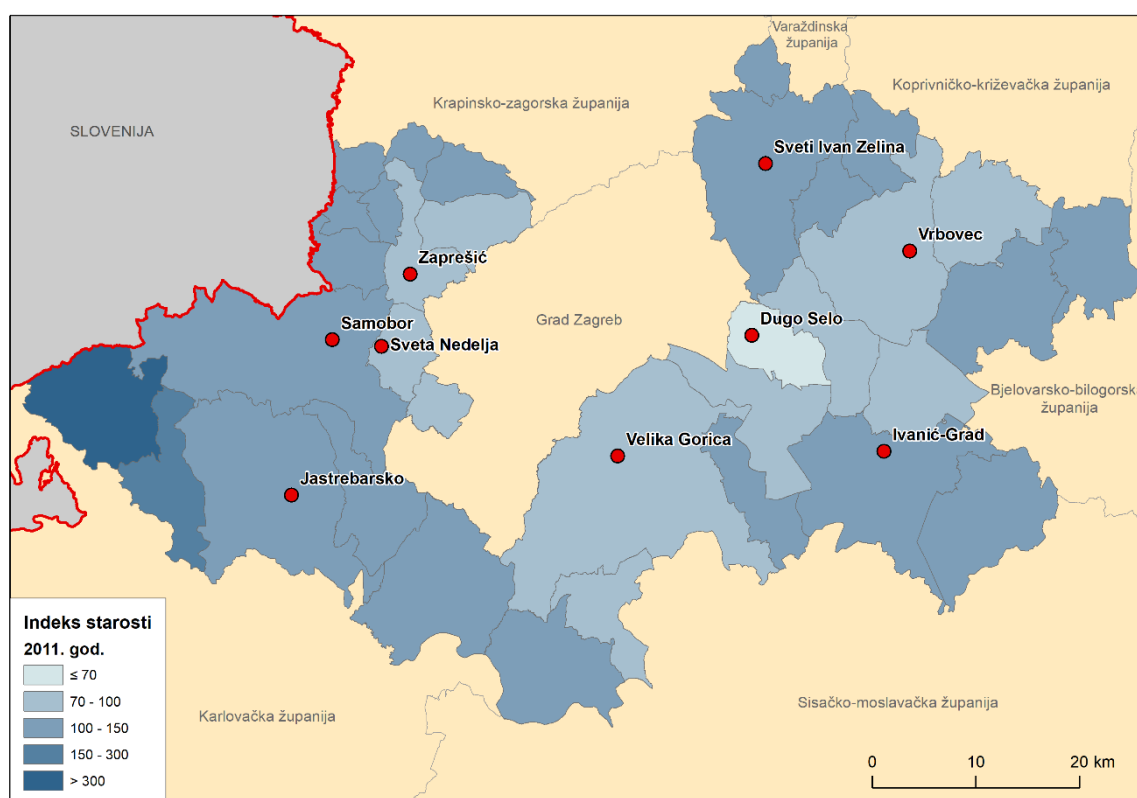 Varaždinska
županija
Koprivničko-križevačka županija
Krapinsko-zagorska županija
SLOVENIJA
Sveti Ivan Zelina
Vrbovec
Zaprešić
Grad Zagreb
Dugo Selo
Samobor
Sveta Nedelja
Bjelovarsko-bilogorska
županija
Velika Gorica
Ivanić-Grad
Jastrebarsko
Indeks starosti
2011. god.
≤ 70
70 - 100
100 - 150
150 - 300
> 300
Karlovačka županija
Sisačko-moslavačka županija
0 10 20 km